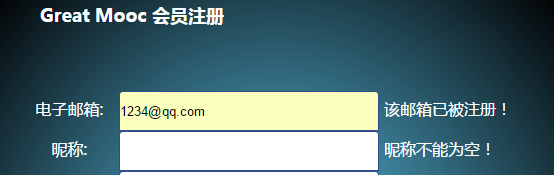 Great Mooc 会员注册
电子邮箱: 1234@qq.com 该邮箱已被注册！
昵称: 昵称不能为空！